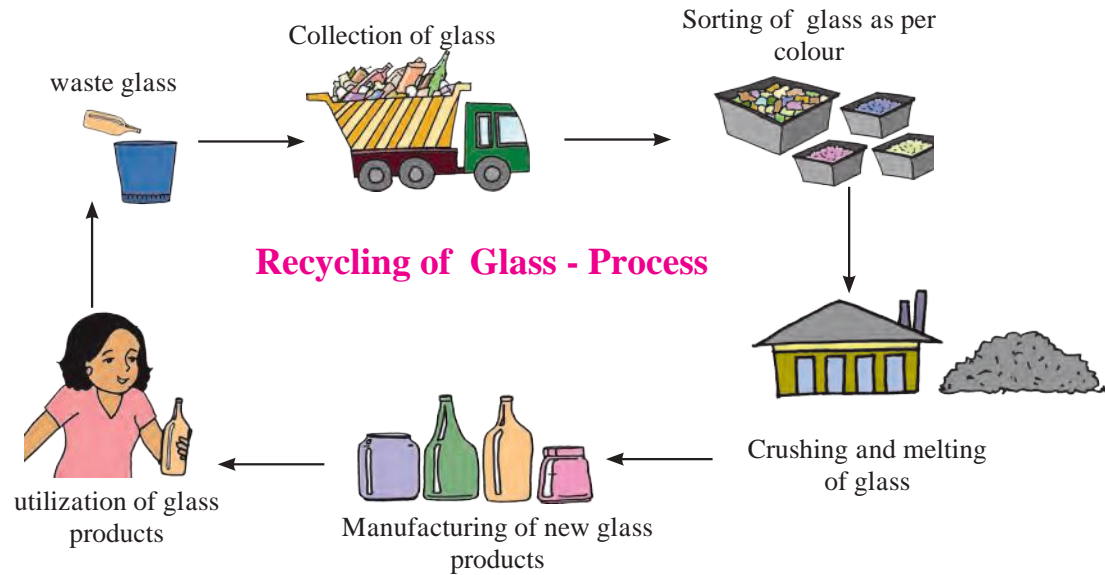 waste glass
Collection of glass
Sorting of glass as per
colour
Recycling of Glass - Process
Crushing and melting
of glass
Manufacturing of new glass
products
utilization of glass
products